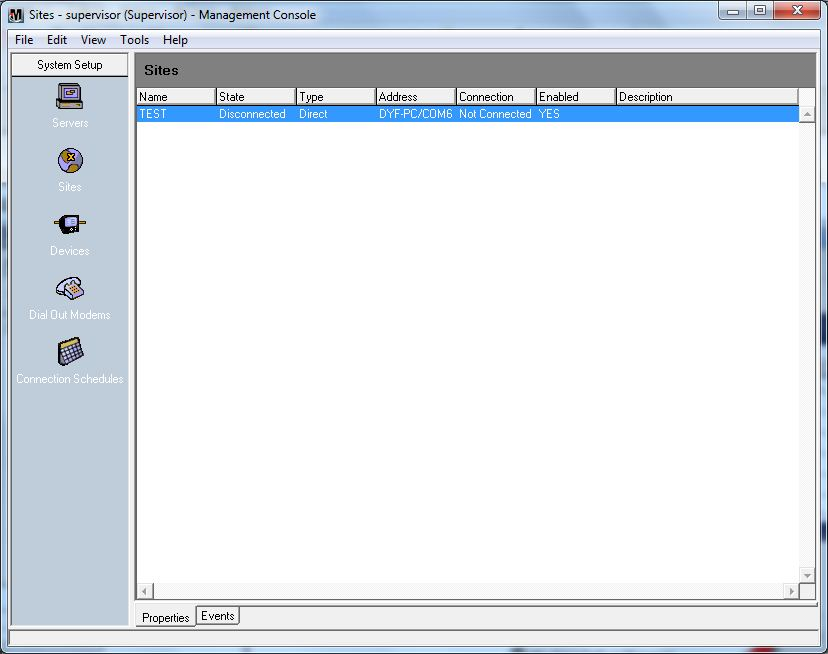 Sites - supervisor (Supervisor) - Management Console
File Edit View Tools Help
System Setup
Servers
Sites
Devices
Dial Out Modems
Connection Schedules
Sites
Name State Type Address Connection Enabled Description
TEST Disconnected Direct DYF-PC/COM6 Not Connected YES
Properties Events